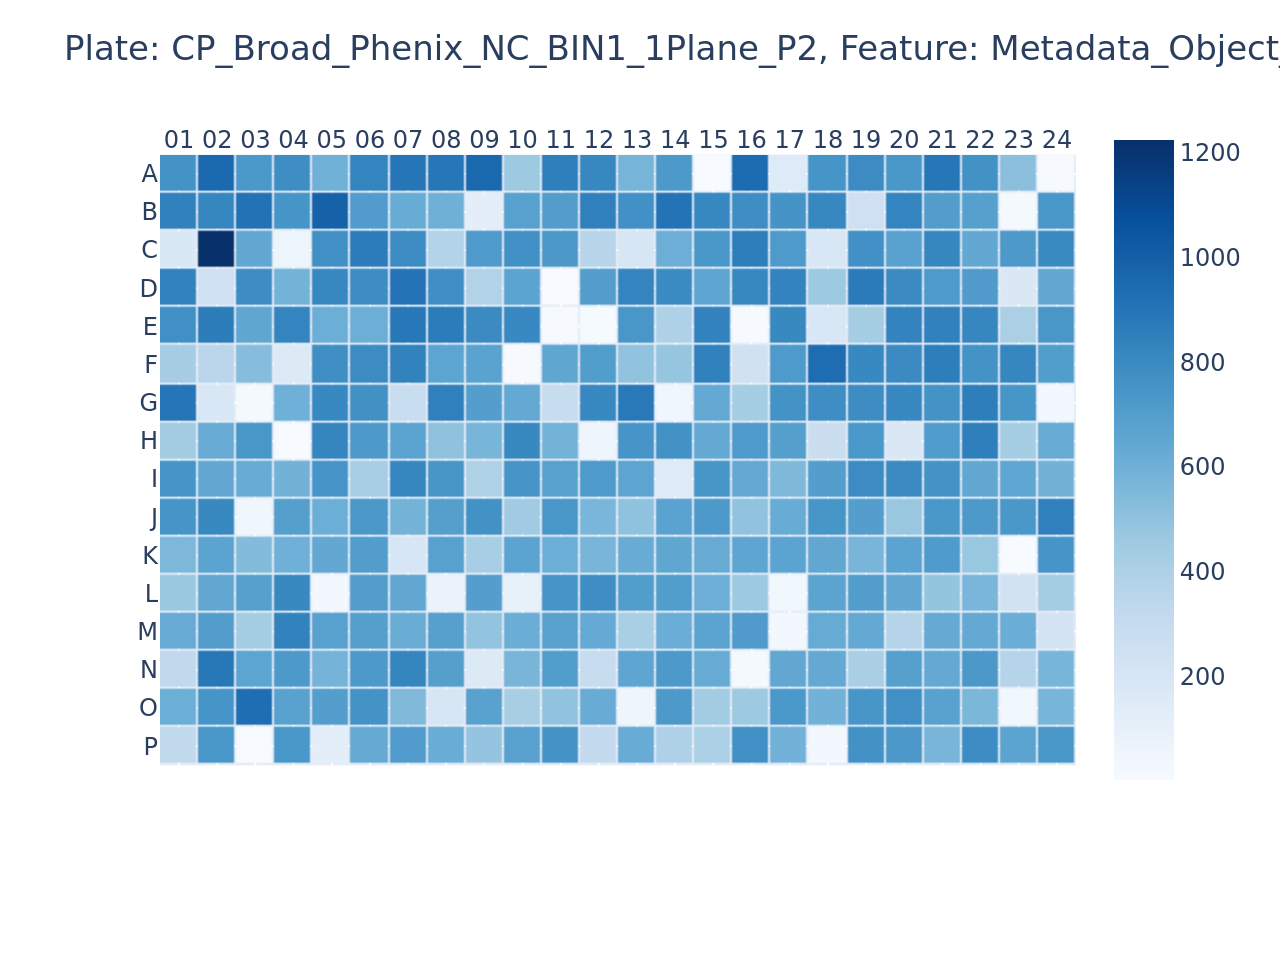 Plate: CP_Broad_Phenix_NC_BIN1_1Plane_P2, Feature: Metadata_Object_
01 02 03 04 05 06 07 08 09 10 11 12 13 14 15 16 17 18 19 20 21 22 23 24
A
B
C
D
E
F
G
H
I
J
K
L
M
N
O
P
1200
1000
800
600
400
200